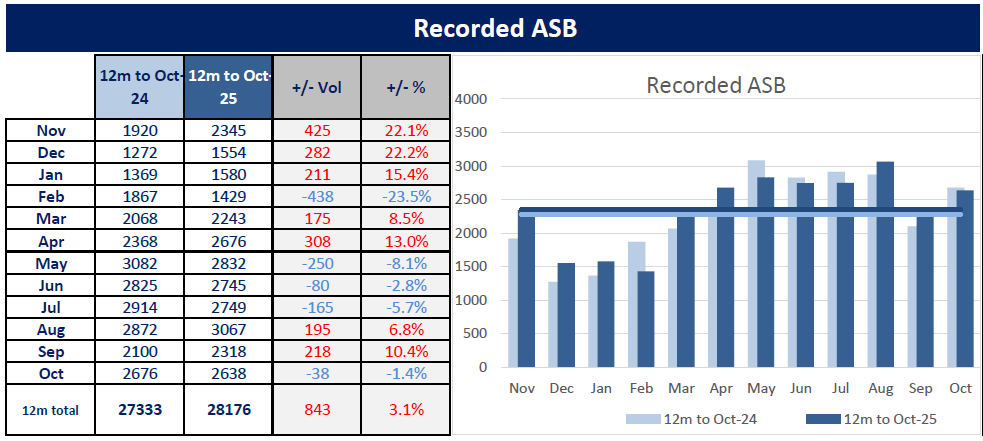 Recorded ASB
12m to Oct-24 12m to Oct-25 +/- Vol +/- %
Nov 1920 2345 425 22.1%
Dec 1272 1554 282 22.2%
Jan 1369 1580 211 15.4%
Feb 1867 1429 -438 -23.5%
Mar 2068 2243 175 8.5%
Apr 2368 2676 308 13.0%
May 3082 2832 -250 -8.1%
Jun 2825 2745 -80 -2.8%
Jul 2914 2749 -165 -5.7%
Aug 2872 3067 195 6.8%
Sep 2100 2318 218 10.4%
Oct 2676 2638 -38 -1.4%
12m total 27333 28176 843 3.1%
Recorded ASB
4000
3500
3000
2500
2000
1500
1000
500
0
Nov Dec Jan Feb Mar Apr May Jun Jul Aug Sep Oct
12m to Oct-24 12m to Oct-25